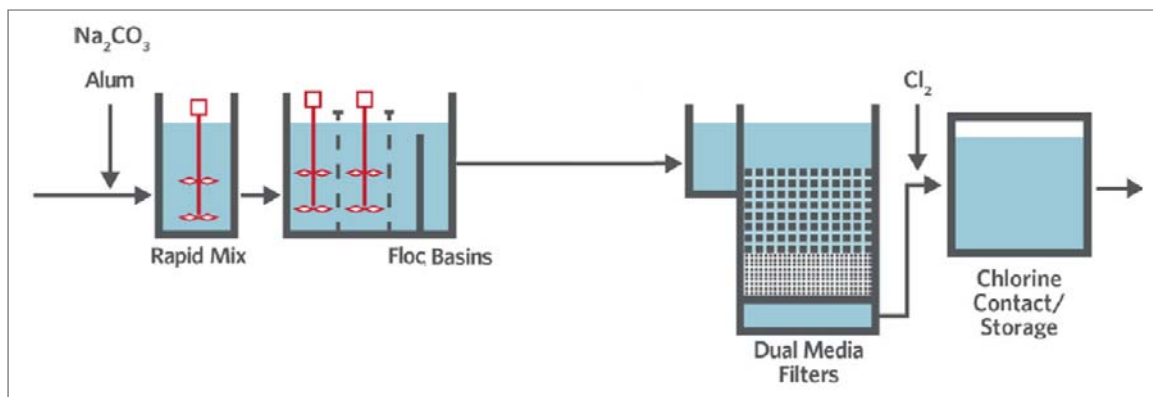 Na₂CO₃
Alum
Rapid Mix
Floc Basins
Dual Media
Filters
Cl₂
Chlorine
Contact/
Storage